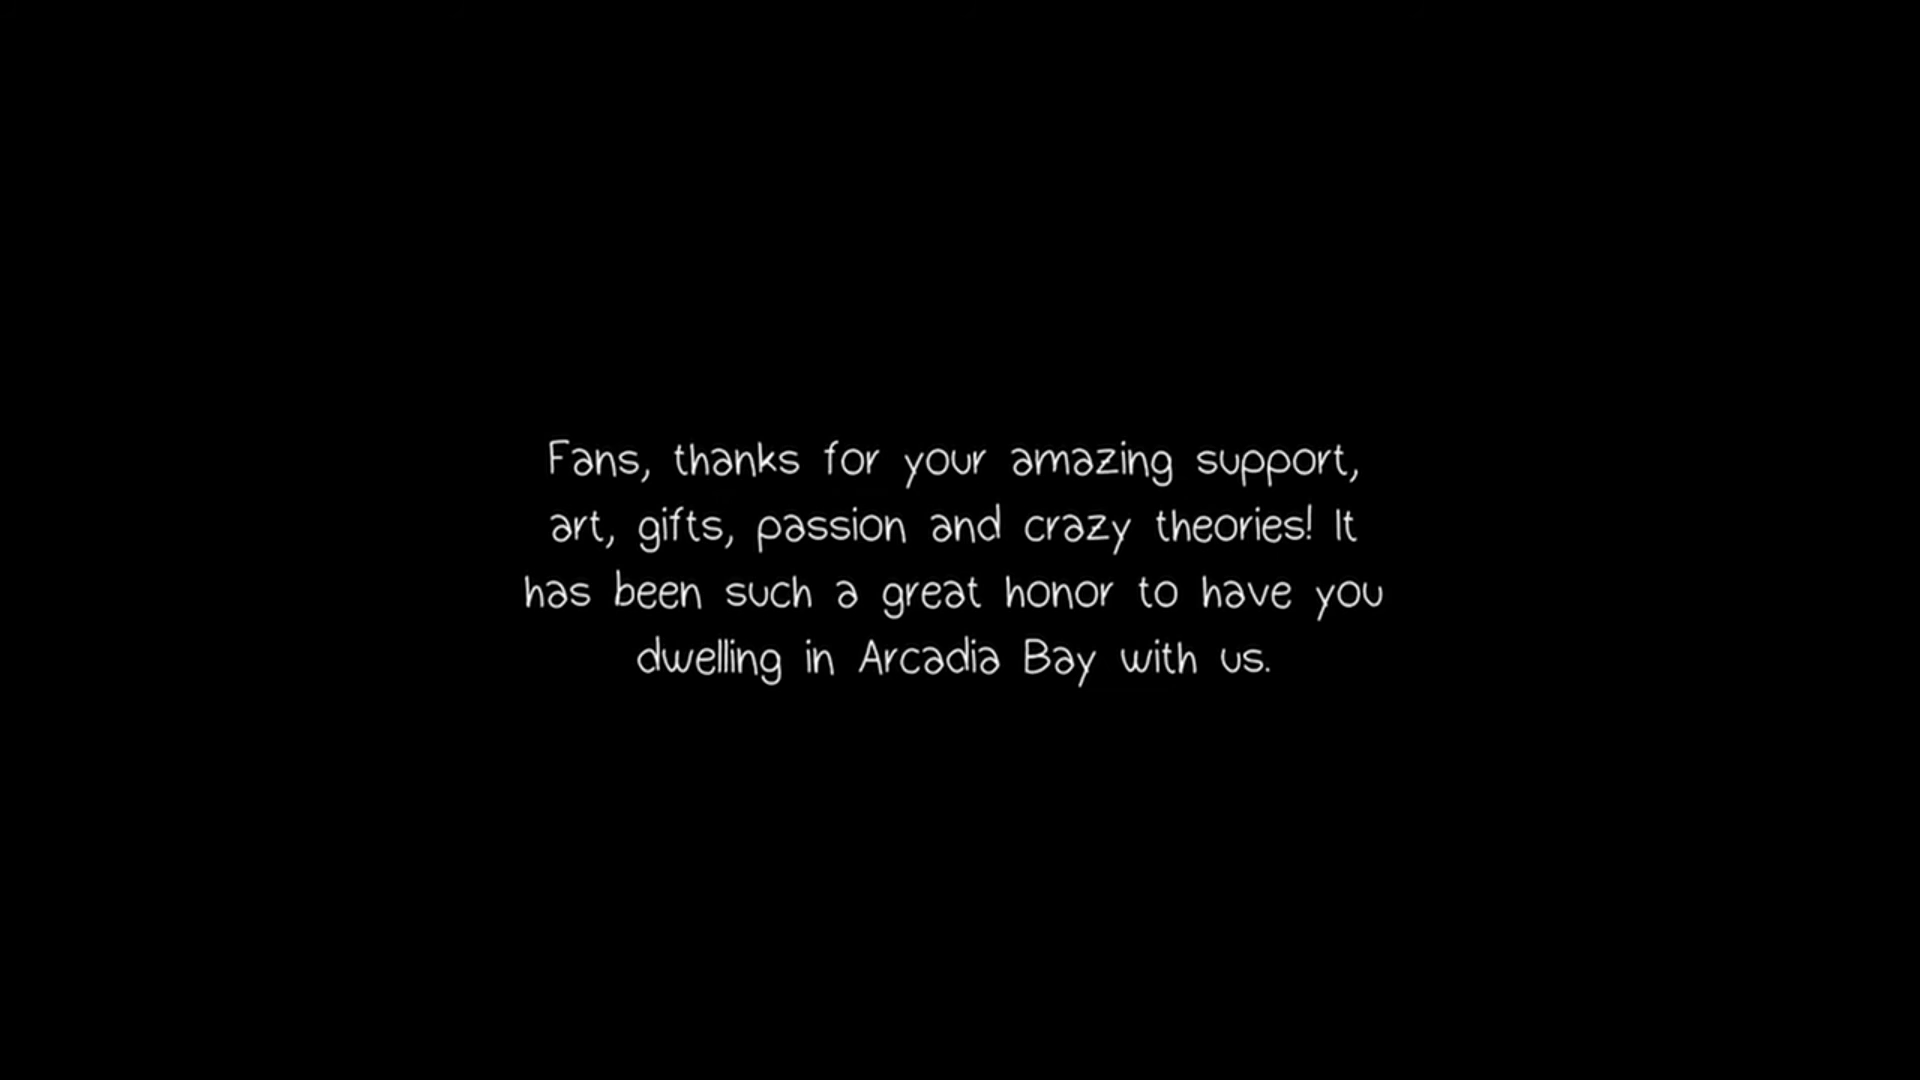 Fans, thanks for your amazing support,
art, gifts, passion and crazy theories! It
has been such a great honor to have you
dwelling in Arcadia Bay with us.